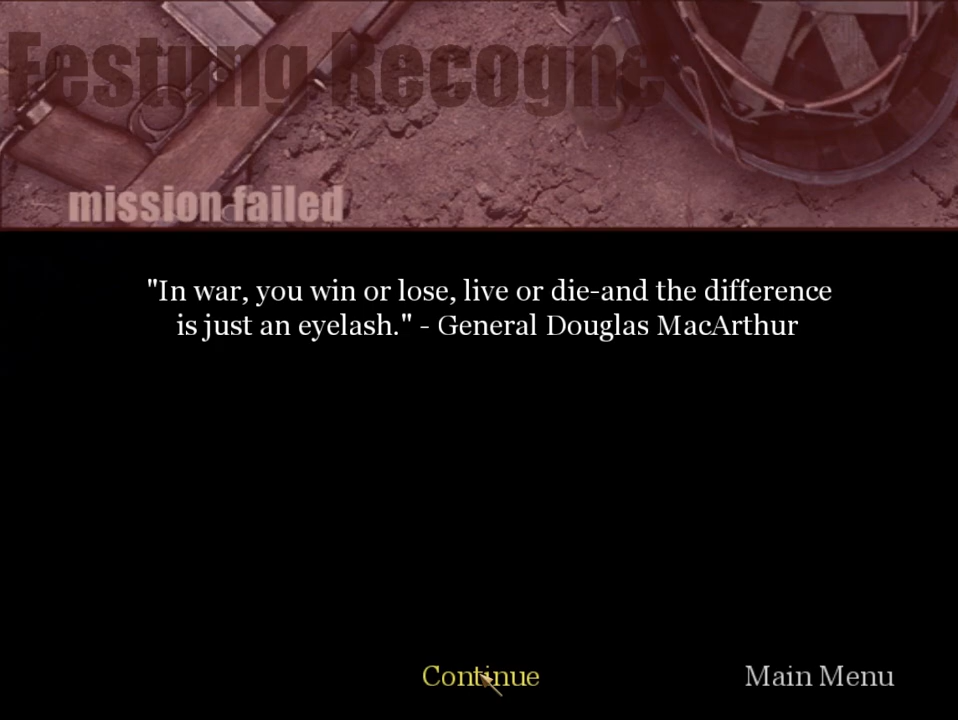 Festung Recogne
mission failed
"In war, you win or lose, live or die-and the difference
is just an eyelash." - General Douglas MacArthur
Continue
Main Menu